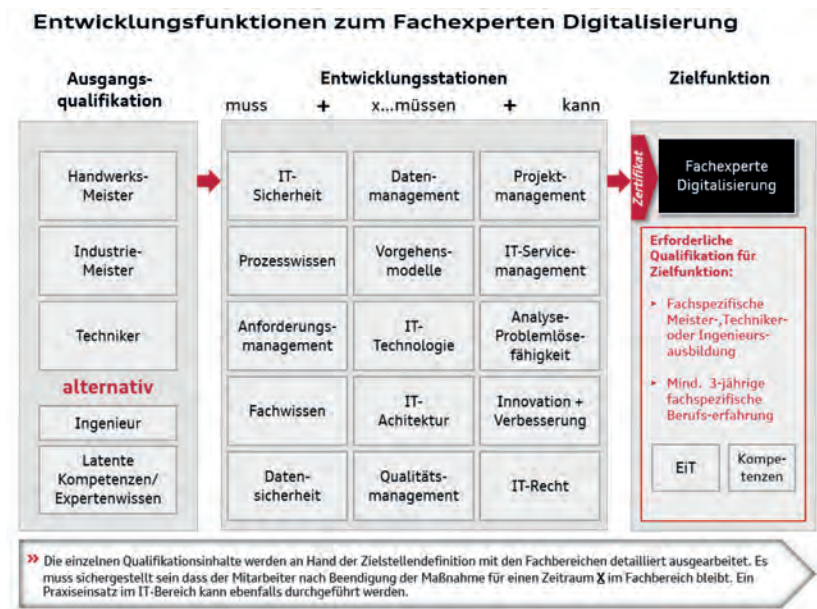 Entwicklungsfunktionen zum Fachexperten Digitalisierung
Ausgangs-
qualifikation
Entwicklungsstationen
muss + x...müssen + kann
Zielfunktion
Handwerks-
Meister
Industrie-
Meister
Techniker
alternativ
Ingenieur
Latente
Kompetenzen/
Expertenwissen
IT-
Sicherheit
Daten-
management
Projekt-
management
Prozesswissen
Vorgehens-
modelle
IT-Service-
management
Anforderungs-
management
IT-
Technologie
Analyse-
Problemlöse-
fähigkeit
Fachwissen
IT-
Achitektur
Innovation +
Verbesserung
Daten-
sicherheit
Qualitäts-
management
IT-Recht
Zertifikat
Fachexperte
Digitalisierung
Erforderliche
Qualifikation für
Zielfunktion:
▸ Fachspezifische
Meister-,Techniker-
oder Ingenieurs-
ausbildung
▸ Mind. 3-jährige
fachspezifische
Berufs-erfahrung
EiT
Kompe-
tenzen
» Die einzelnen Qualifikationsinhalte werden an Hand der Zielstellendefinition mit den Fachbereichen detailliert ausgearbeitet. Es
muss sichergestellt sein dass der Mitarbeiter nach Beendigung der Maßnahme für einen Zeitraum X im Fachbereich bleibt. Ein
Praxiseinsatz im IT-Bereich kann ebenfalls durchgeführt werden.